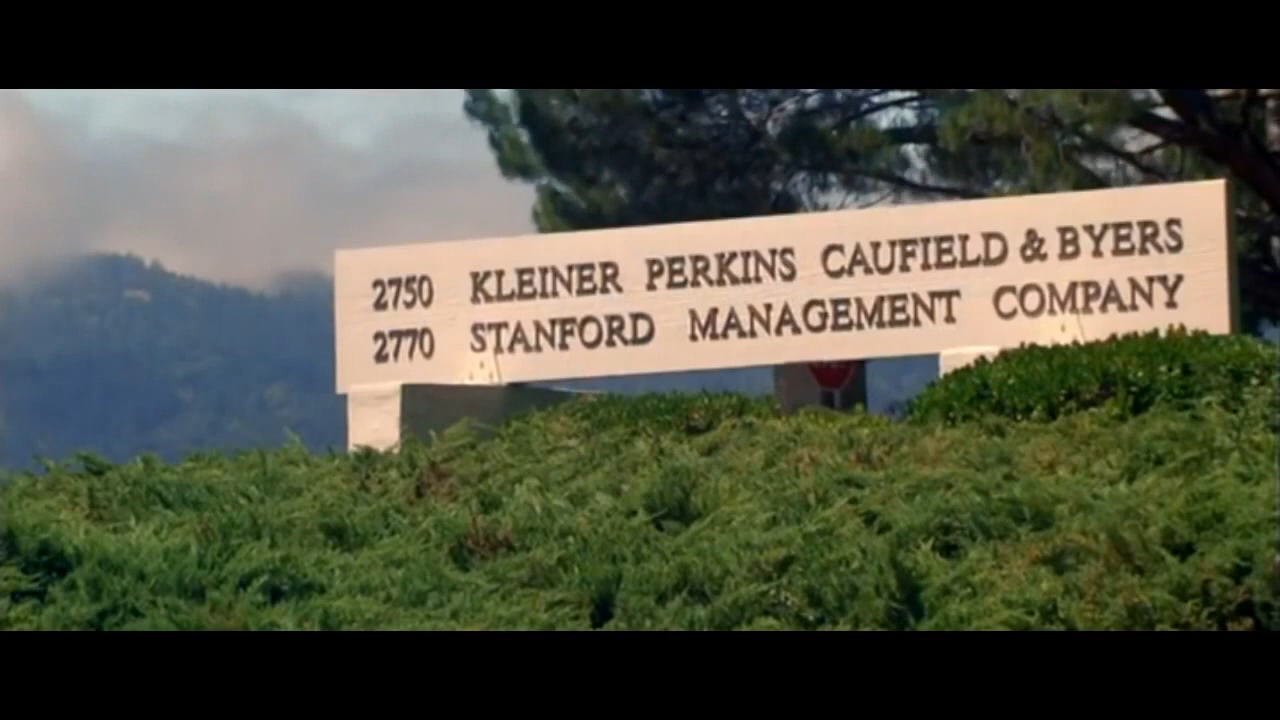 2750 KLEINER PERKINS CAUFIELD & BYERS
2770 STANFORD MANAGEMENT COMPANY